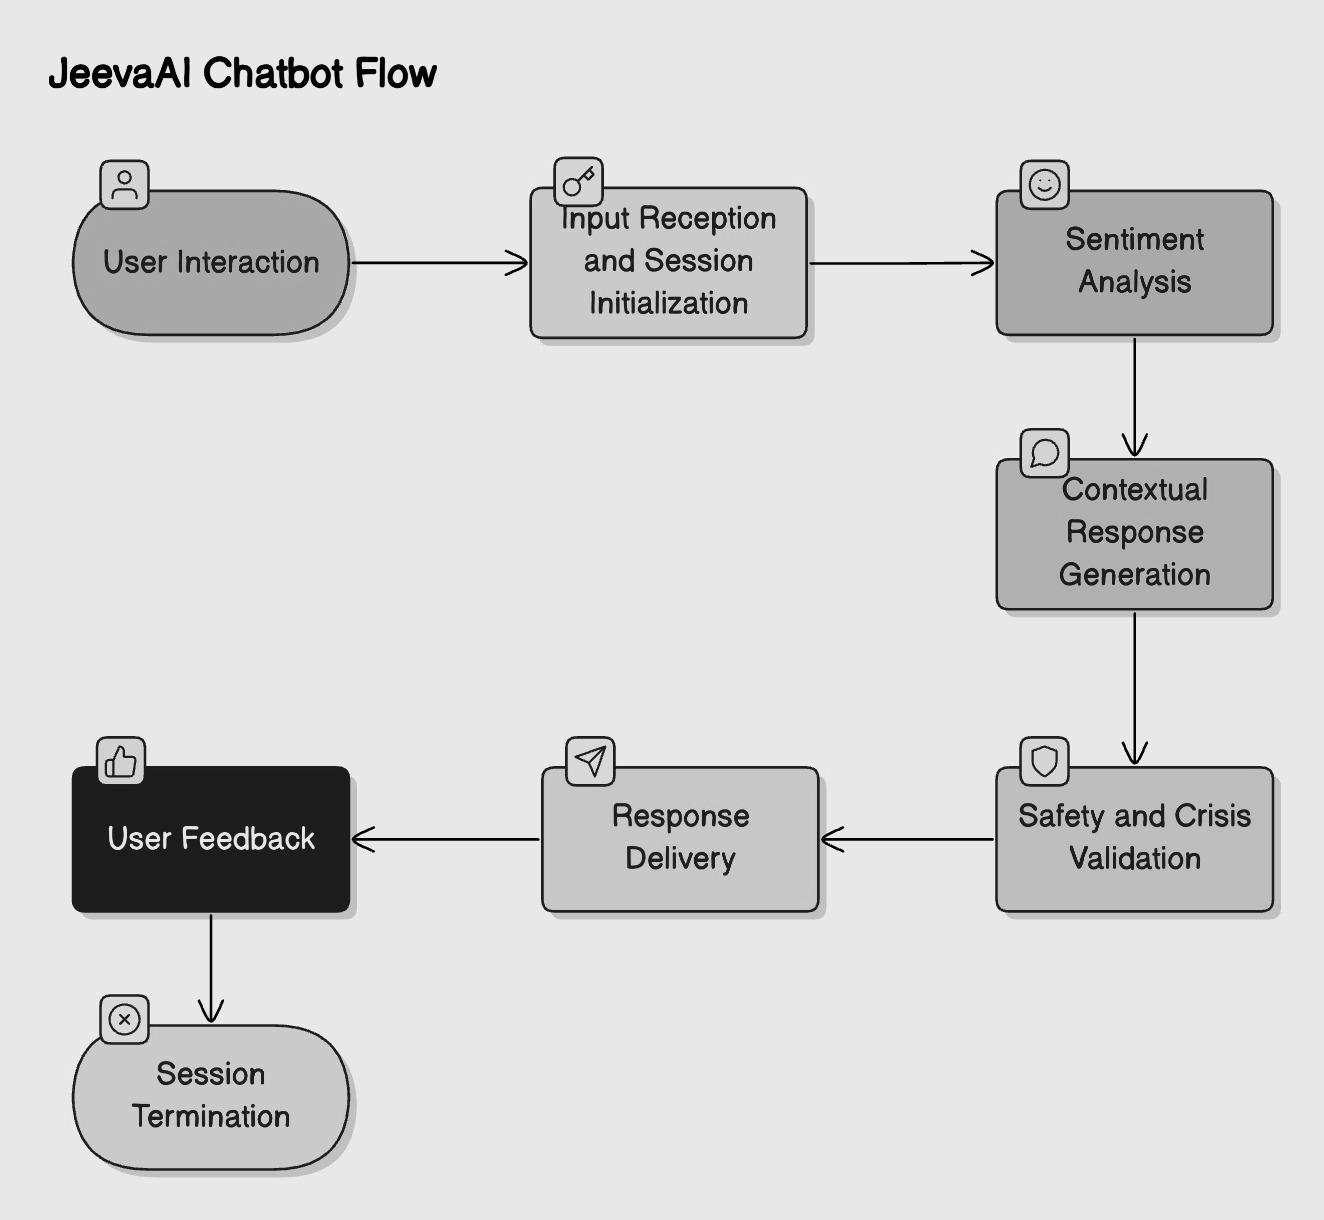 JeevaAI Chatbot Flow
User Interaction
Input Reception
and Session
Initialization
Sentiment
Analysis
Contextual
Response
Generation
Safety and Crisis
Validation
Response
Delivery
User Feedback
Session
Termination